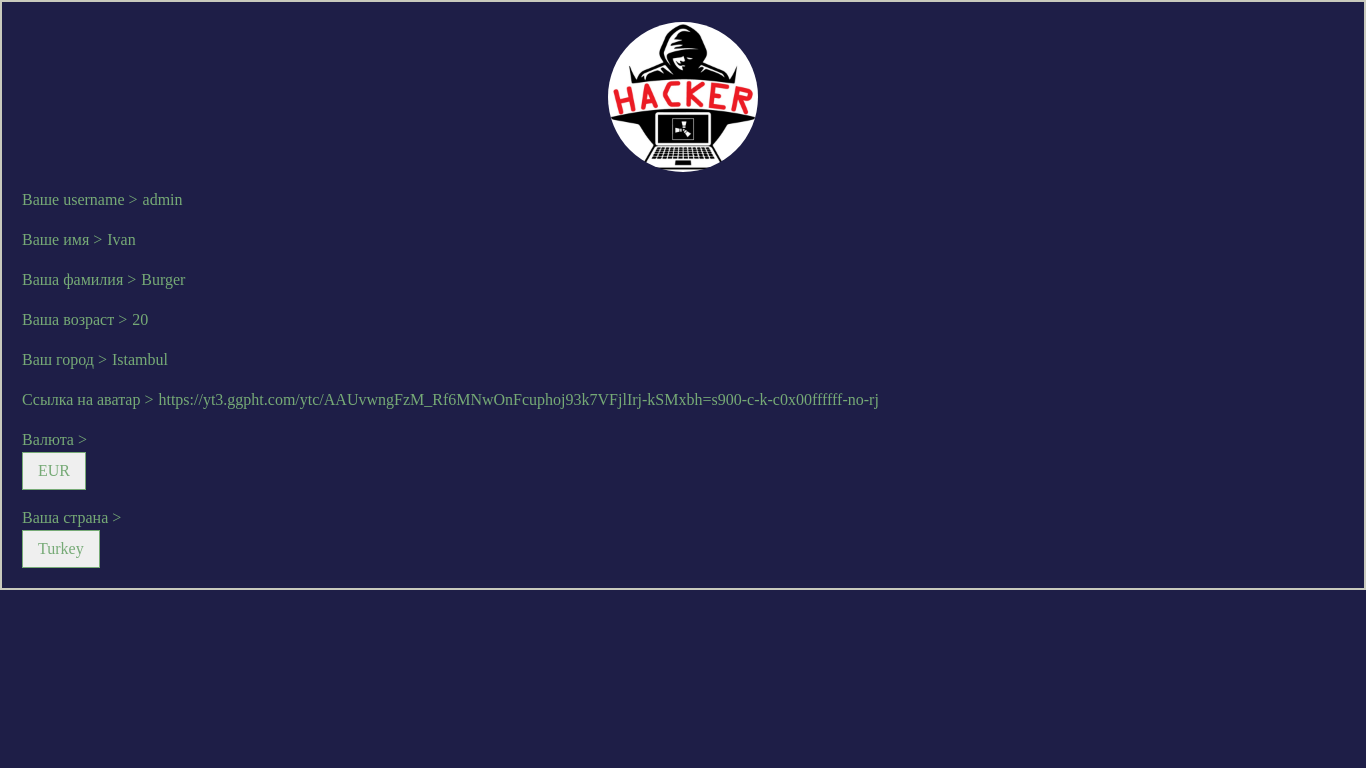 HACKER
Ваше username > admin
Ваше имя > Ivan
Ваша фамилия > Burger
Ваша возраст > 20
Ваш город > Istambul
Ссылка на аватар > https://yt3.ggpht.com/ytc/AAUvwngFzM_Rf6MNwOnFcuphoj93k7VFjlIrj-kSMxbh=s900-c-k-c0x00ffffff-no-rj
Валюта >
EUR
Ваша страна >
Turkey